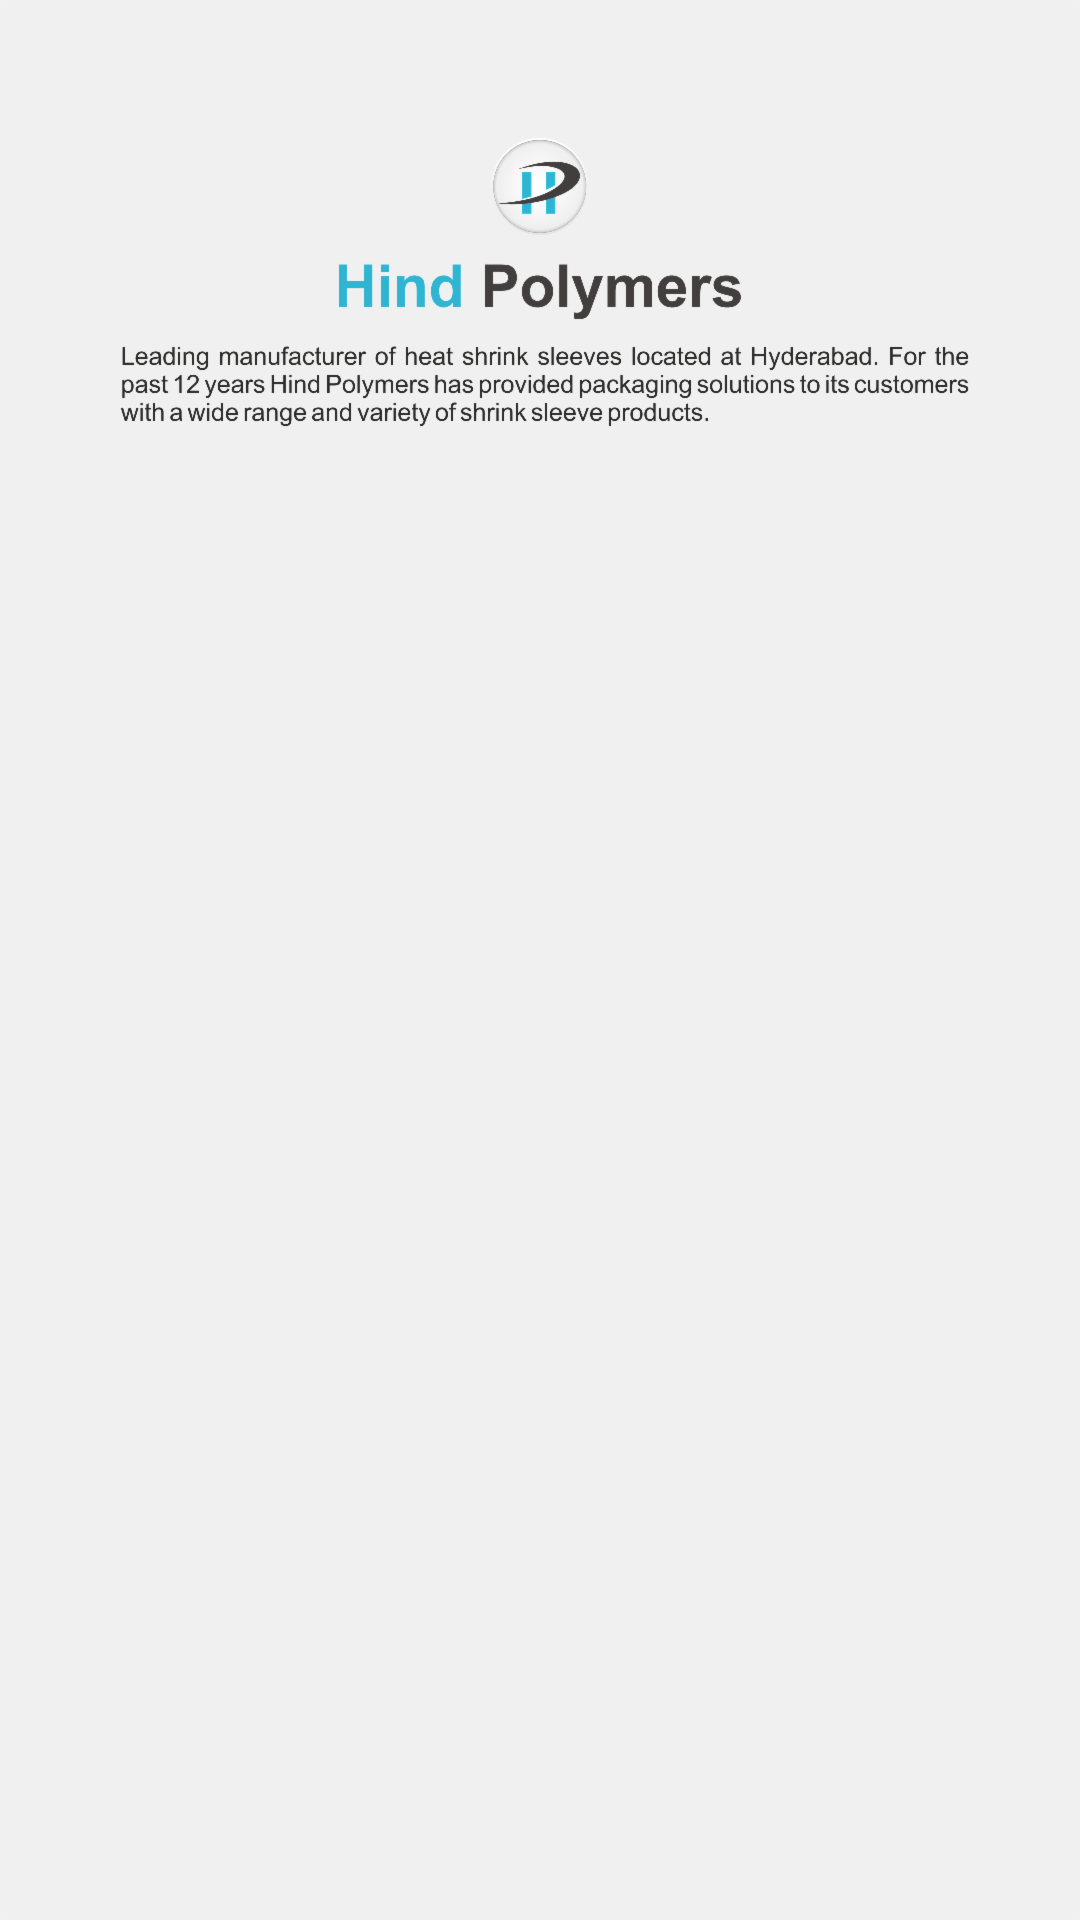 HP
Hind Polymers
Leading manufacturer of heat shrink sleeves located at Hyderabad. For the
past 12 years Hind Polymers has provided packaging solutions to its customers
with a wide range and variety of shrink sleeve products.